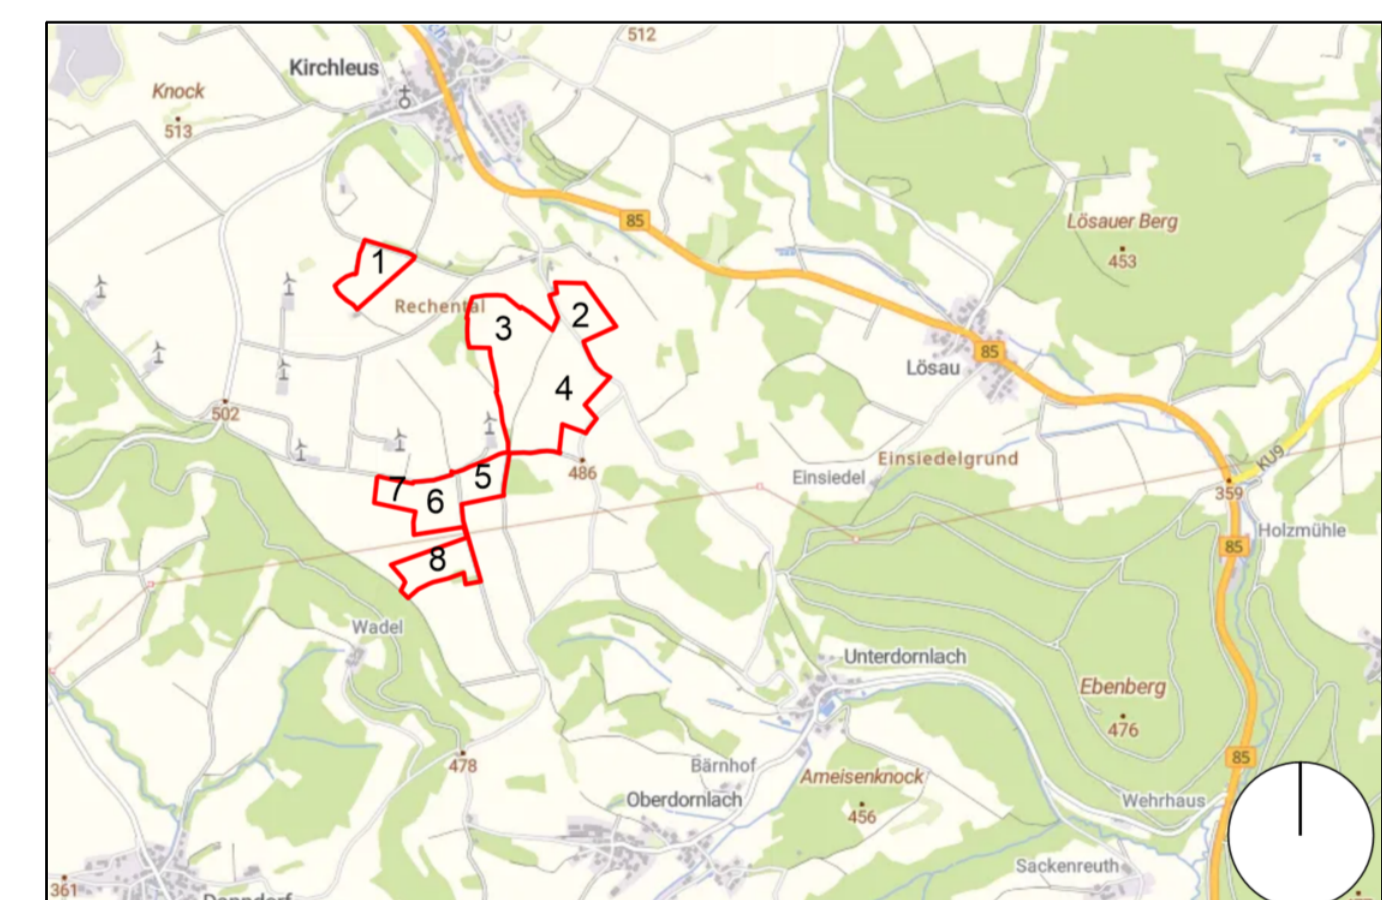 512
Kirchleus
Knock
513
85
Lösauer Berg
453
1
Rechental
2
3
85
Lösau
4
502
486
5
Einsiedelgrund
Einsiedel
KU9
7
6
359
Holzmühle
85
8
Wadel
Unterdornlach
Ebenberg
476
478
Bärnhof
85
Ameisenknock
Oberdornlach
456
Wehrhaus
Sackenreuth
361